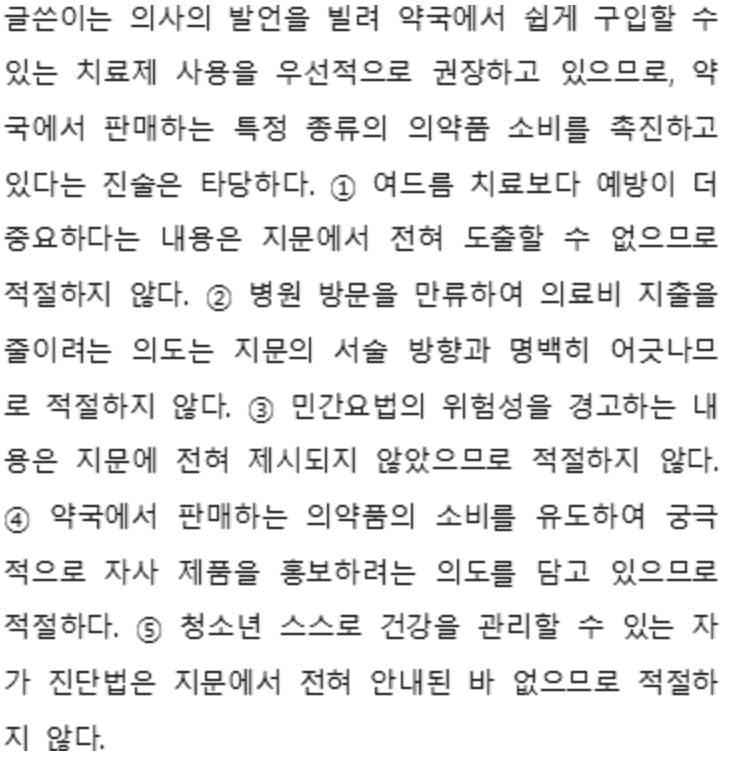 글쓴이는 의사의 발언을 빌려 약국에서 쉽게 구입할 수
있는 치료제 사용을 우선적으로 권장하고 있으므로, 약
국에서 판매하는 특정 종류의 의약품 소비를 촉진하고
있다는 진술은 타당하다. ① 여드름 치료보다 예방이 더
중요하다는 내용은 지문에서 전혀 도출할 수 없으므로
적절하지 않다. ② 병원 방문을 만류하여 의료비 지출을
줄이려는 의도는 지문의 서술 방향과 명백히 어긋나므
로 적절하지 않다. ③ 민간요법의 위험성을 경고하는 내
용은 지문에 전혀 제시되지 않았으므로 적절하지 않다.
④ 약국에서 판매하는 의약품의 소비를 유도하여 궁극
적으로 자사 제품을 홍보하려는 의도를 담고 있으므로
적절하다. ⑤ 청소년 스스로 건강을 관리할 수 있는 자
가 진단법은 지문에서 전혀 안내된 바 없으므로 적절하
지 않다.